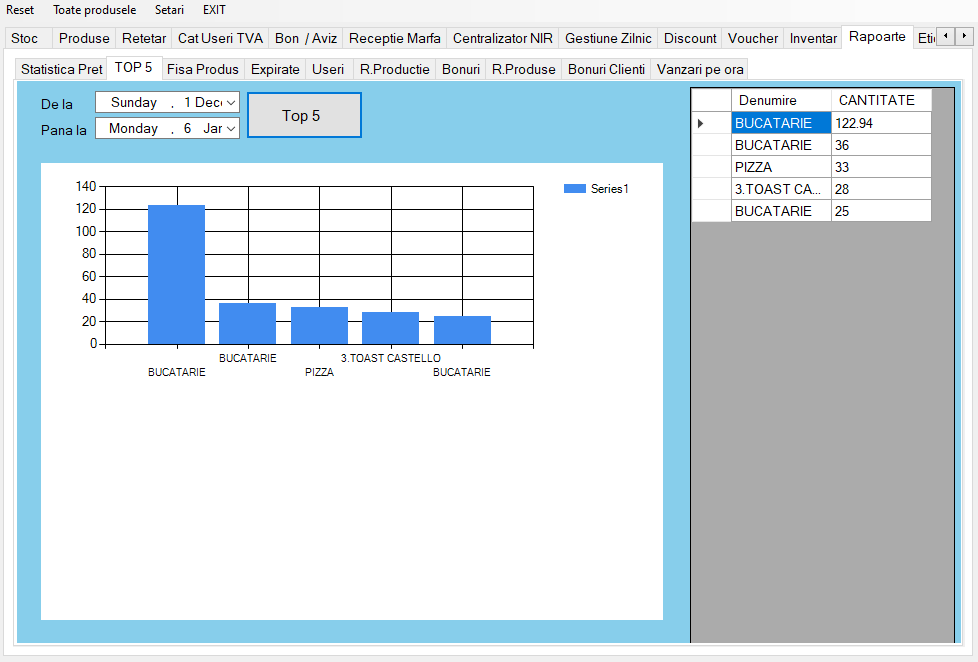 Reset Toate produsele Setari EXIT
Stoc Produse Retetar Cat Useri TVA Bon / Aviz Receptie Marfa Centralizator NIR Gestiune Zilnic Discount Voucher Inventar Rapoarte Eti
Statistica Pret TOP 5 Fisa Produs Expirate Useri R.Productie Bonuri R.Produse Bonuri Clienti Vanzari pe ora
De la Sunday . 1 Dec
Pana la Monday . 6 Jar
Top 5
140
120
100
80
60
40
20
0
BUCATARIE 3.TOAST CASTELLO
BUCATARIE PIZZA BUCATARIE
Series1
Denumire CANTITATE
BUCATARIE 122.94
BUCATARIE 36
PIZZA 33
3.TOAST CA... 28
BUCATARIE 25